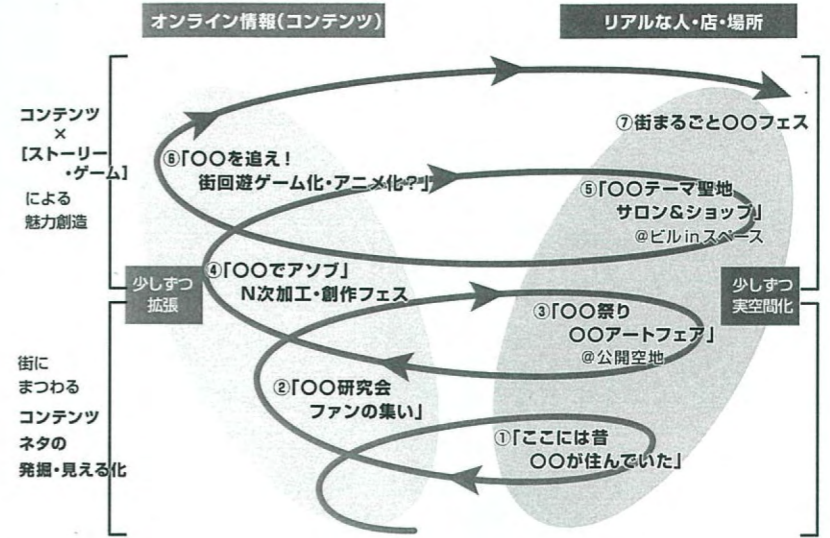 オンライン情報(コンテンツ)
リアルな人・店・場所
コンテンツ
×
[ストーリー
・ゲーム]
による
魅力創造
⑦街まるごと〇〇フェス
⑥「〇〇を追え!
街回遊ゲーム化・アニメ化?」
⑤「〇〇テーマ聖地
サロン&ショップ」
@ビルinスペース
④「〇〇でアソブ」
N次加工・創作フェス
少しずつ
拡張
少しずつ
実空間化
③「〇〇祭り
〇〇アートフェア」
@公開空地
街に
まつわる
コンテンツ
ネタの
発掘・見える化
②「〇〇研究会
ファンの集い」
①「ここには昔
〇〇が住んでいた」